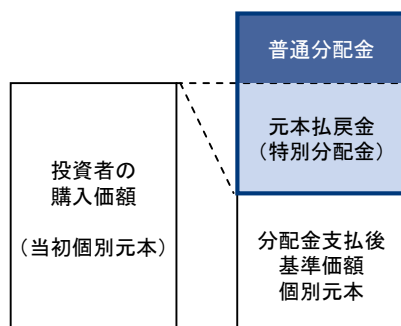 普通分配金
元本払戻金
（特別分配金）
投資者の
購入価額
（当初個別元本）
分配金支払後
基準価額
個別元本